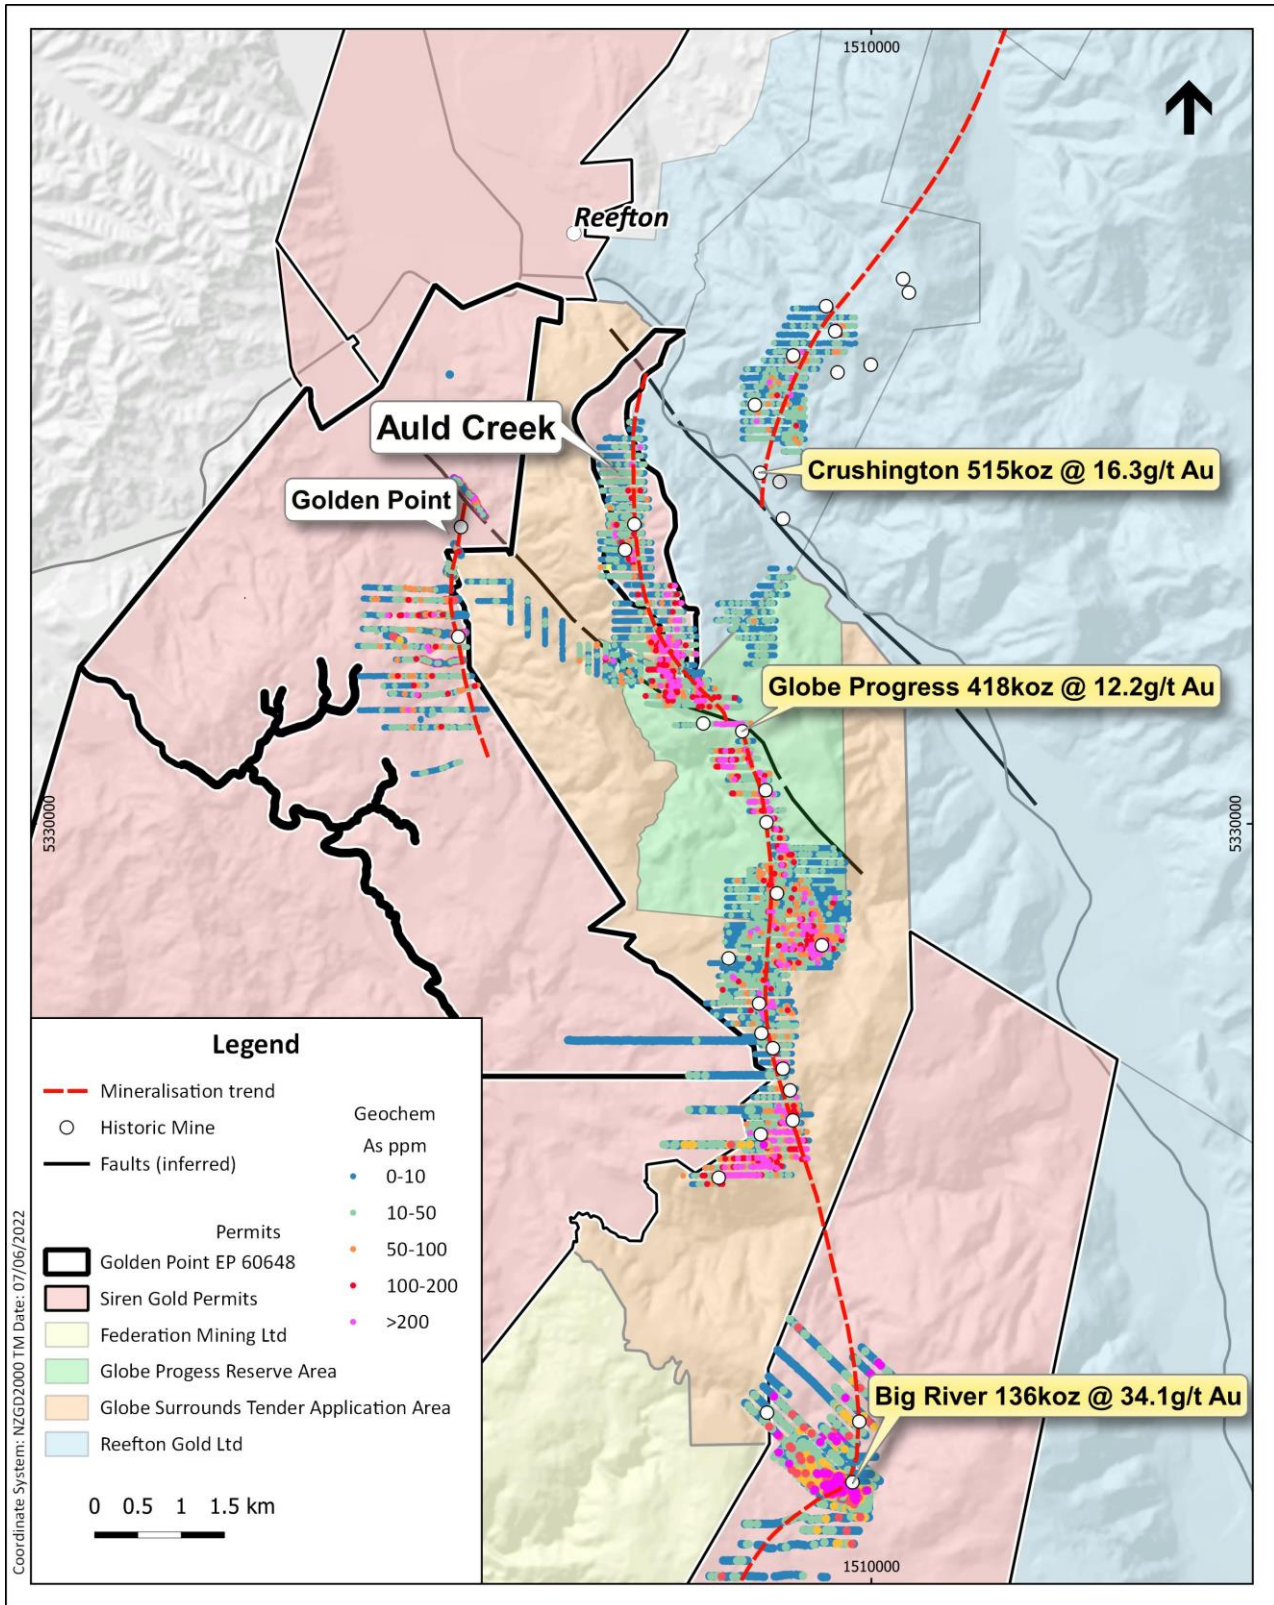 1510000
Reefton
Auld Creek
Crushington 515koz @ 16.3g/t Au
Golden Point
Globe Progress 418koz @ 12.2g/t Au
5330000
5330000
Big River 136koz @ 34.1g/t Au
1510000
Legend
Mineralisation trend
Historic Mine
Faults (inferred)
Geochem
As ppm
0-10
10-50
50-100
100-200
>200
Permits
Golden Point EP 60648
Siren Gold Permits
Federation Mining Ltd
Globe Progess Reserve Area
Globe Surrounds Tender Application Area
Reefton Gold Ltd
0 0.5 1 1.5 km
Coordinate System: NZGD2000 TM Date: 07/06/2022